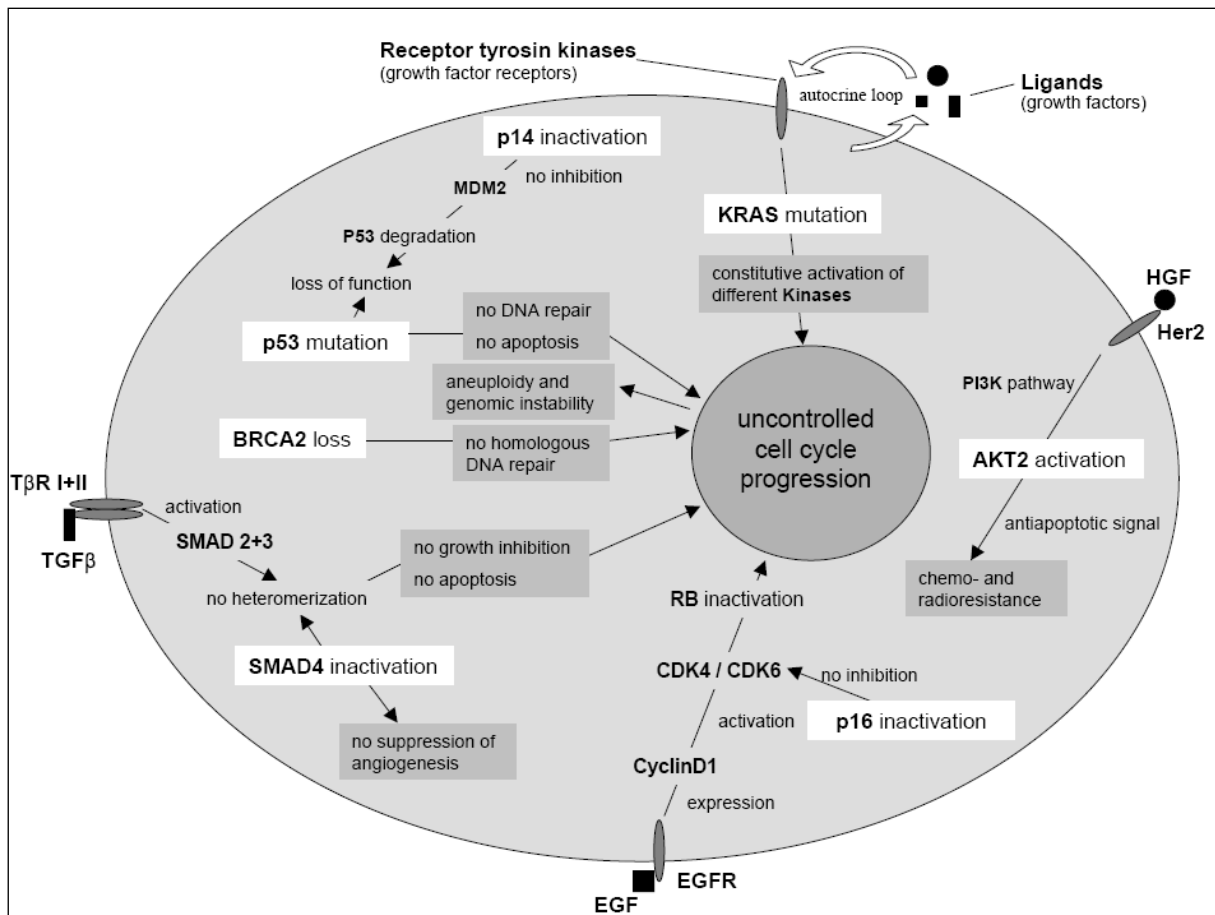 Receptor tyrosin kinases
(growth factor receptors)
autocrine loop
Ligands
(growth factors)
p14 inactivation
MDM2
no inhibition
P53 degradation
loss of function
p53 mutation
no DNA repair
no apoptosis
KRAS mutation
constitutive activation of
different Kinases
HGF
Her2
PI3K pathway
AKT2 activation
antiapoptotic signal
chemo- and
radioresistance
aneuploidy and
genomic instability
uncontrolled
cell cycle
progression
BRCA2 loss
no homologous
DNA repair
TβR I+II
TGFβ
activation
SMAD 2+3
no heteromerization
no growth inhibition
no apoptosis
SMAD4 inactivation
no suppression of
angiogenesis
RB inactivation
CDK4 / CDK6
no inhibition
p16 inactivation
activation
CyclinD1
expression
EGFR
EGF